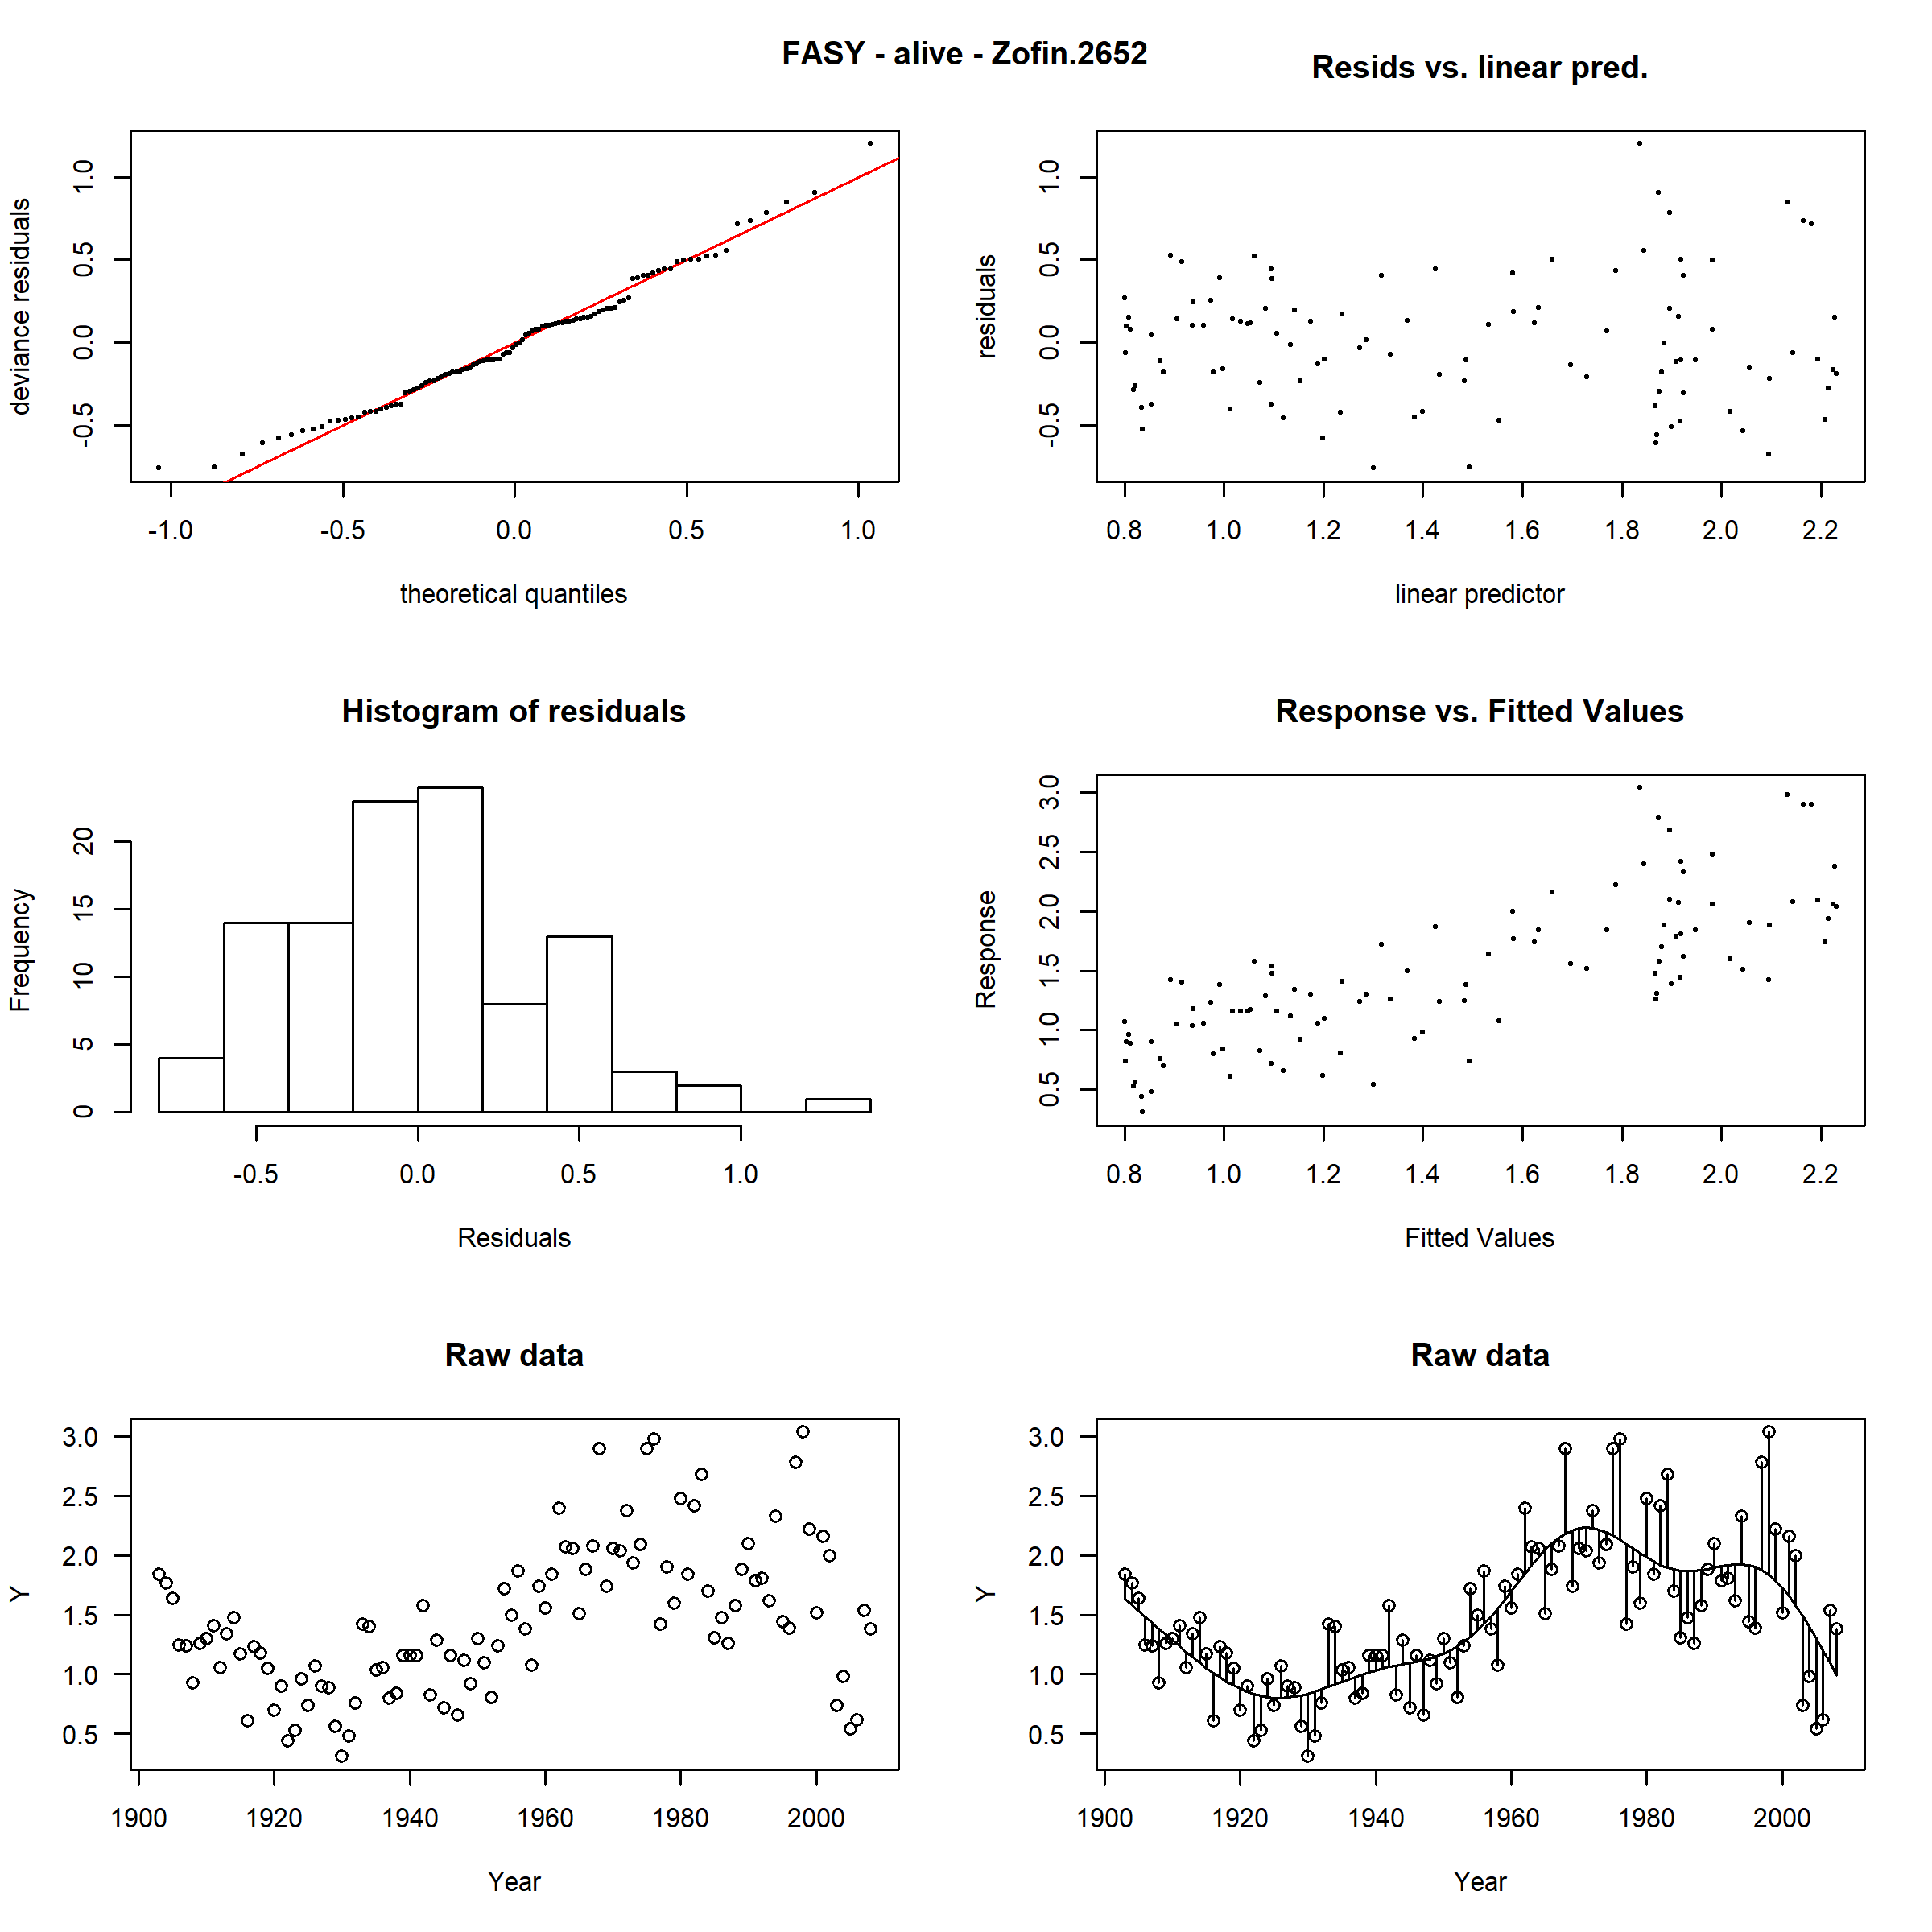 FASY - alive - Zofin.2652
Resids vs. linear pred.
deviance residuals
-0.5 0.0 0.5 1.0
-1.0 -0.5 0.0 0.5 1.0
theoretical quantiles
residuals
-0.5 0.0 0.5 1.0
0.8 1.0 1.2 1.4 1.6 1.8 2.0 2.2
linear predictor
Histogram of residuals
Frequency
0 5 10 15 20
-0.5 0.0 0.5 1.0
Residuals
Response vs. Fitted Values
Response
0.5 1.0 1.5 2.0 2.5 3.0
0.8 1.0 1.2 1.4 1.6 1.8 2.0 2.2
Fitted Values
Raw data
Y
3.0
2.5
2.0
1.5
1.0
0.5
1900 1920 1940 1960 1980 2000
Year
Raw data
Y
3.0
2.5
2.0
1.5
1.0
0.5
1900 1920 1940 1960 1980 2000
Year